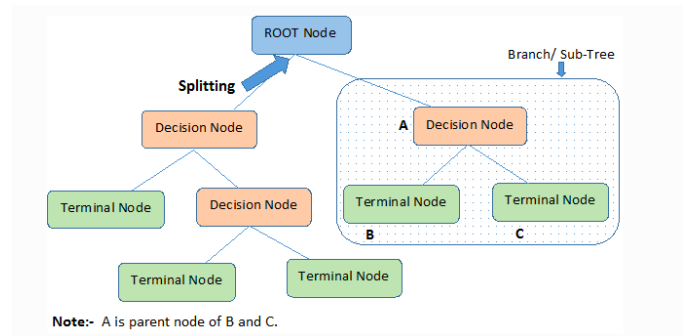 ROOT Node
Branch/ Sub-Tree
Splitting
Decision Node
A
Decision Node
Terminal Node
Decision Node
Terminal Node
Terminal Node
B
C
Terminal Node
Terminal Node
Note:- A is parent node of B and C.